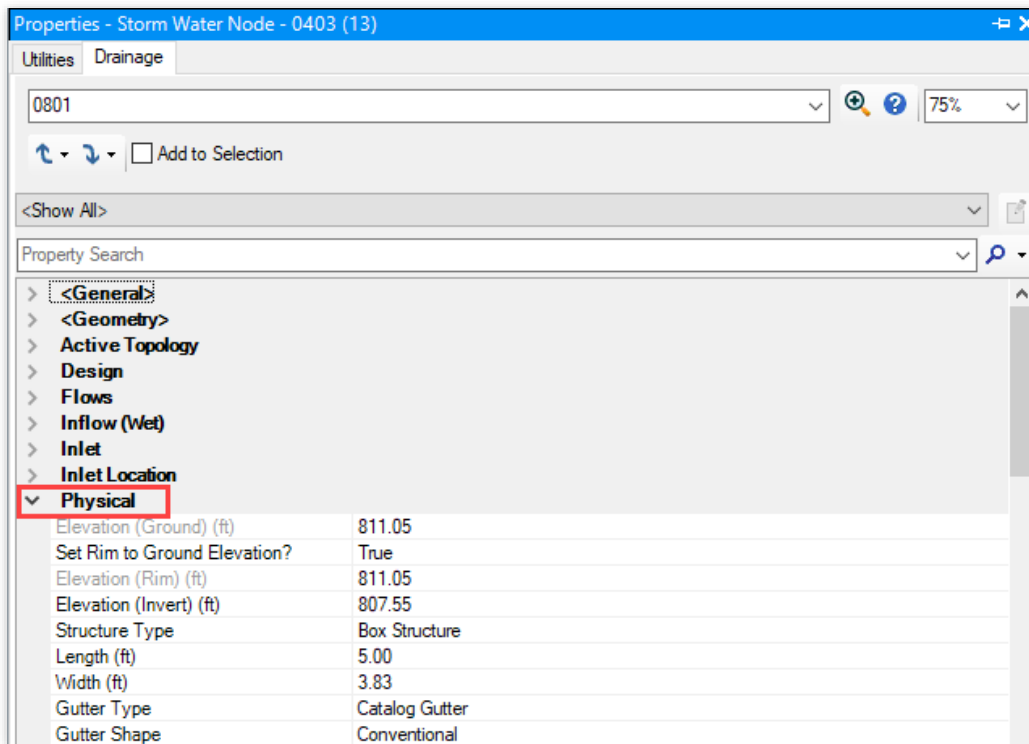 Properties - Storm Water Node - 0403 (13)
Utilities Drainage
0801 75%
Add to Selection
<Show All>
Property Search
<General>
<Geometry>
Active Topology
Design
Flows
Inflow (Wet)
Inlet
Inlet Location
Physical
Elevation (Ground) (ft) 811.05
Set Rim to Ground Elevation? True
Elevation (Rim) (ft) 811.05
Elevation (Invert) (ft) 807.55
Structure Type Box Structure
Length (ft) 5.00
Width (ft) 3.83
Gutter Type Catalog Gutter
Gutter Shape Conventional